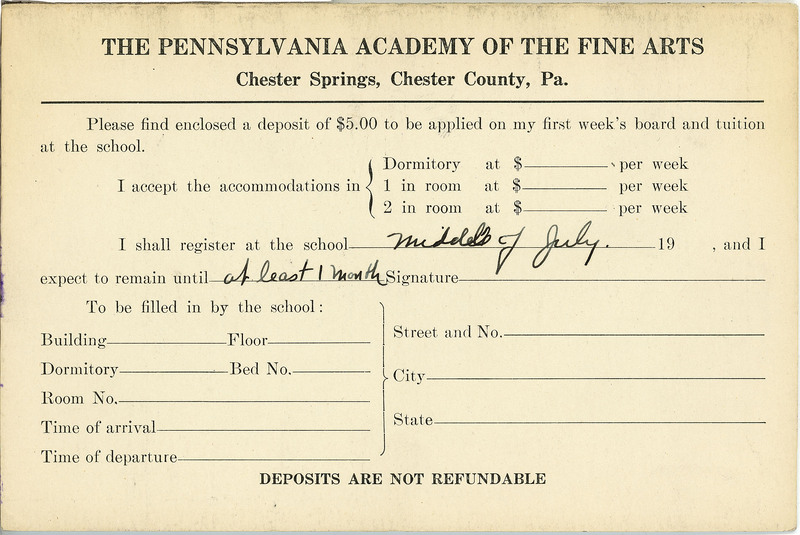 THE PENNSYLVANIA ACADEMY OF THE FINE ARTS
Chester Springs, Chester County, Pa.
Please find enclosed a deposit of $5.00 to be applied on my first week's board and tuition
at the school.
I accept the accommodations in
Dormitory at $ per week
1 in room at $ per week
2 in room at $ per week
I shall register at the school middels of July. 19 , and I
expect to remain until at least 1 month Signature
To be filled in by the school:
Building Floor
Dormitory Bed No.
Room No.
Time of arrival
Time of departure
Street and No.
City
State
DEPOSITS ARE NOT REFUNDABLE